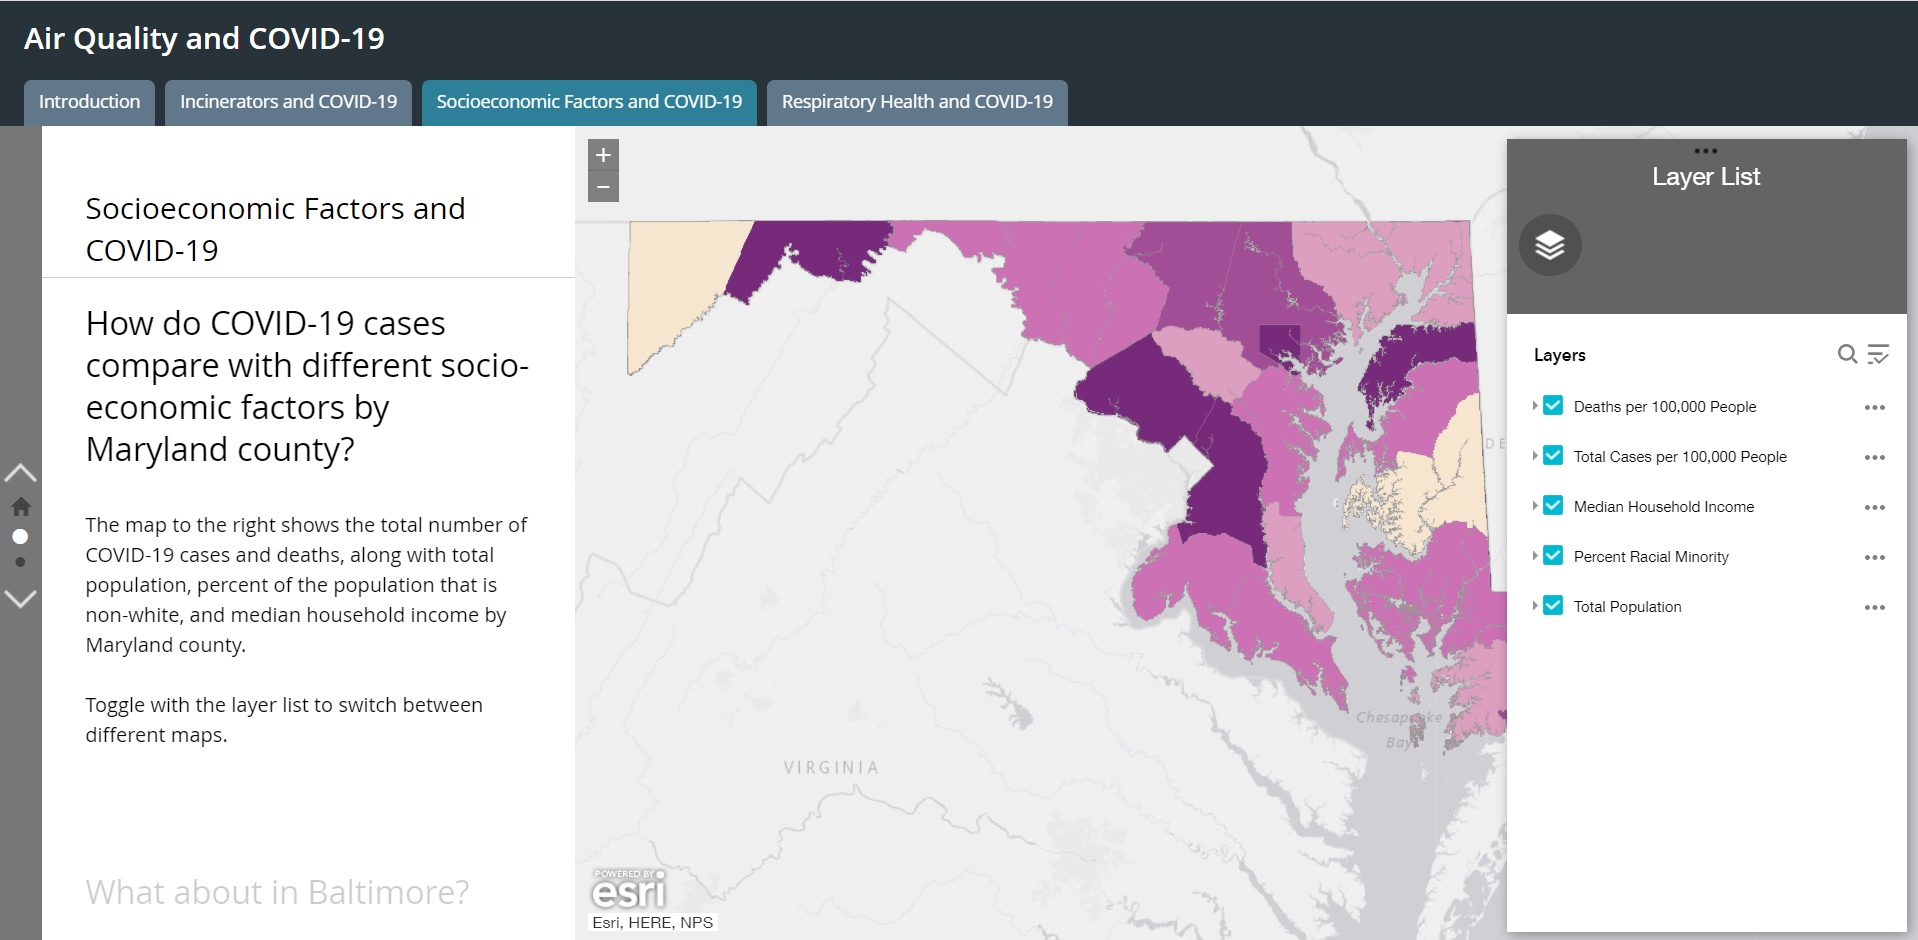 Air Quality and COVID-19
Introduction
Incinerators and COVID-19
Socioeconomic Factors and COVID-19
Respiratory Health and COVID-19
Socioeconomic Factors and
COVID-19
How do COVID-19 cases
compare with different socio-
economic factors by
Maryland county?
The map to the right shows the total number of
COVID-19 cases and deaths, along with total
population, percent of the population that is
non-white, and median household income by
Maryland county.
Toggle with the layer list to switch between
different maps.
What about in Baltimore?
+
−
DE
Chesapeake
Bay
VIRGINIA
POWERED BY
esri
Esri, HERE, NPS
Layer List
Layers
Deaths per 100,000 People
Total Cases per 100,000 People
Median Household Income
Percent Racial Minority
Total Population